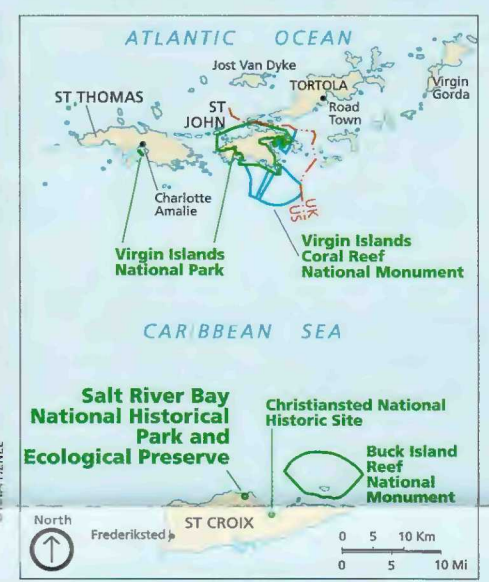 ATLANTIC OCEAN
Jost Van Dyke
TORTOLA
Virgin
Gorda
ST THOMAS
ST
JOHN
Road
Town
Charlotte
Amalie
UK
US
Virgin Islands
National Park
Virgin Islands
Coral Reef
National Monument
CARIBBEAN SEA
Salt River Bay
National Historical
Park and
Ecological Preserve
Christiansted National
Historic Site
Buck Island
Reef
National
Monument
North
Frederiksted
ST CROIX
0 5 10 Km
0 5 10 Mi